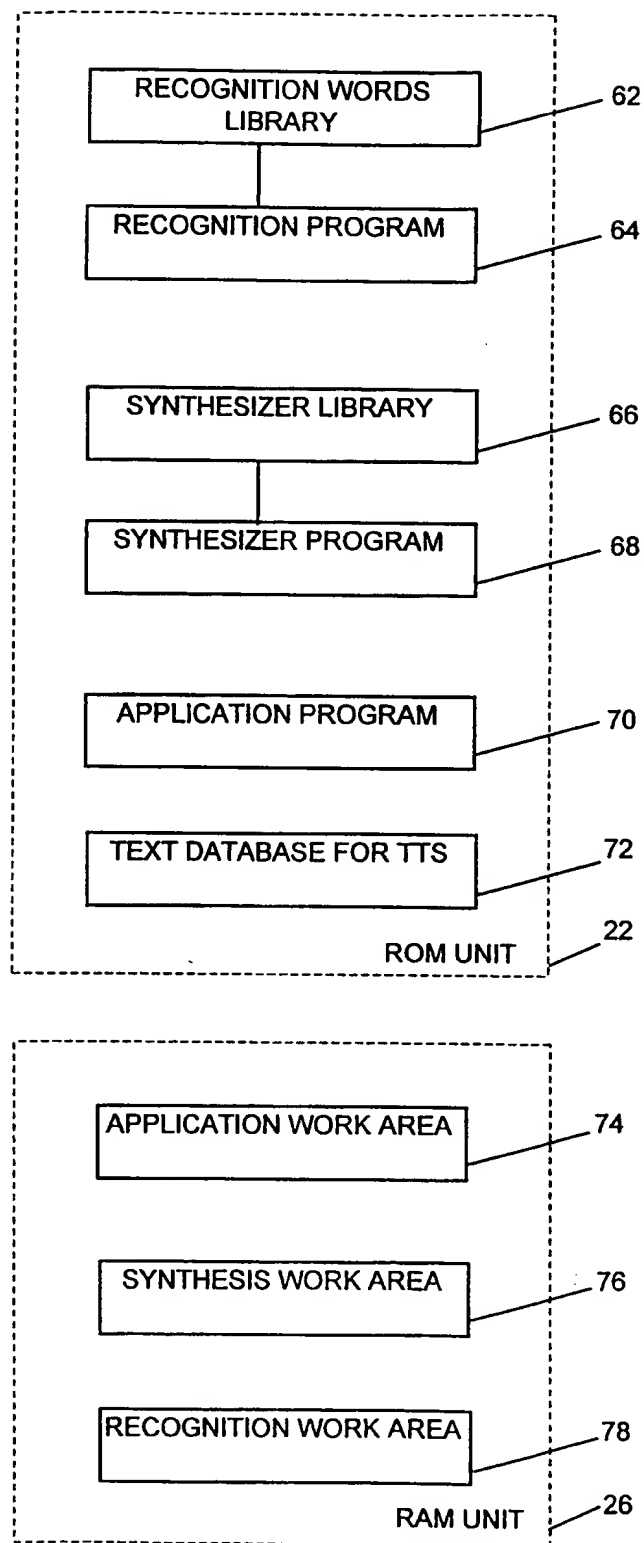 RECOGNITION WORDS
LIBRARY
62
RECOGNITION PROGRAM
64
SYNTHESIZER LIBRARY
66
SYNTHESIZER PROGRAM
68
APPLICATION PROGRAM
70
TEXT DATABASE FOR TTS
72
ROM UNIT
22
APPLICATION WORK AREA
74
SYNTHESIS WORK AREA
76
RECOGNITION WORK AREA
78
RAM UNIT
26